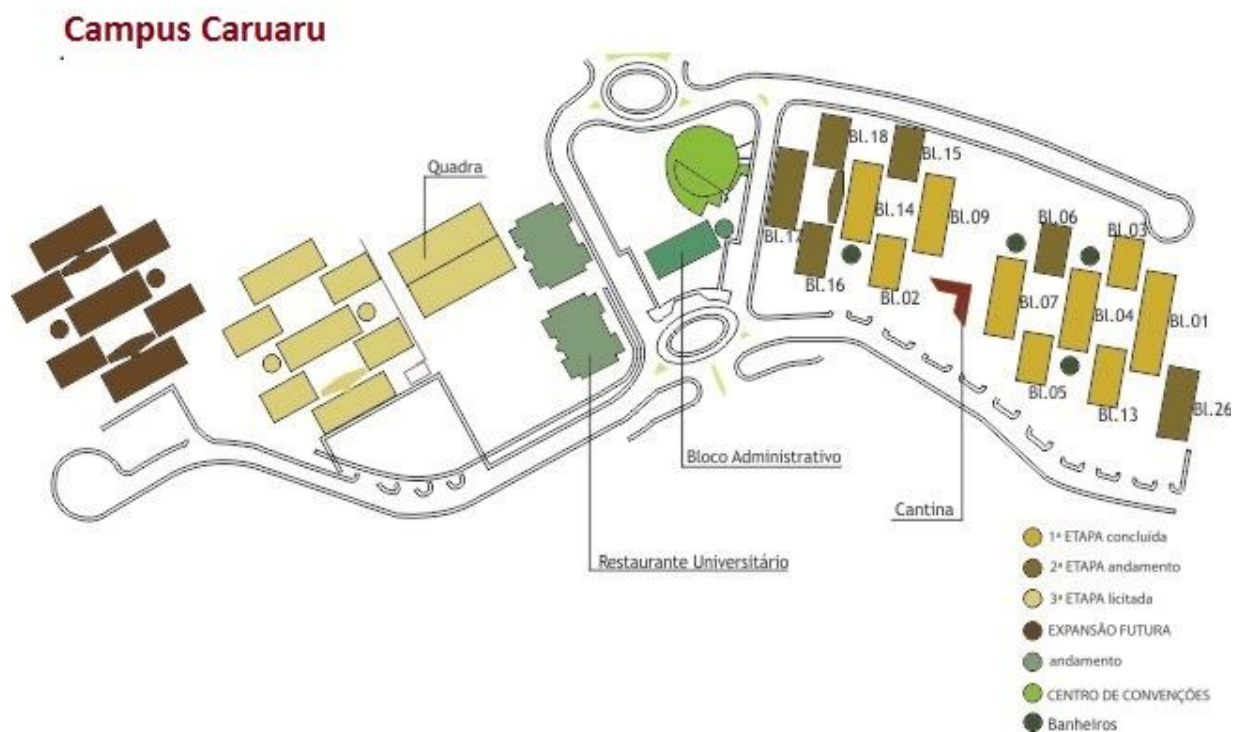 Campus Caruaru
Quadra
Bl.18
Bl.15
Bl.14
Bl.09
Bl.17
Bl.16
Bl.02
Bl.06
Bl.03
Bl.07
Bl.04
Bl.01
Bl.05
Bl.13
Bl.26
Bloco Administrativo
Cantina
Restaurante Universitário
1ª ETAPA concluída
2ª ETAPA andamento
3ª ETAPA licitada
EXPANSÃO FUTURA
andamento
CENTRO DE CONVENÇÕES
Banheiros